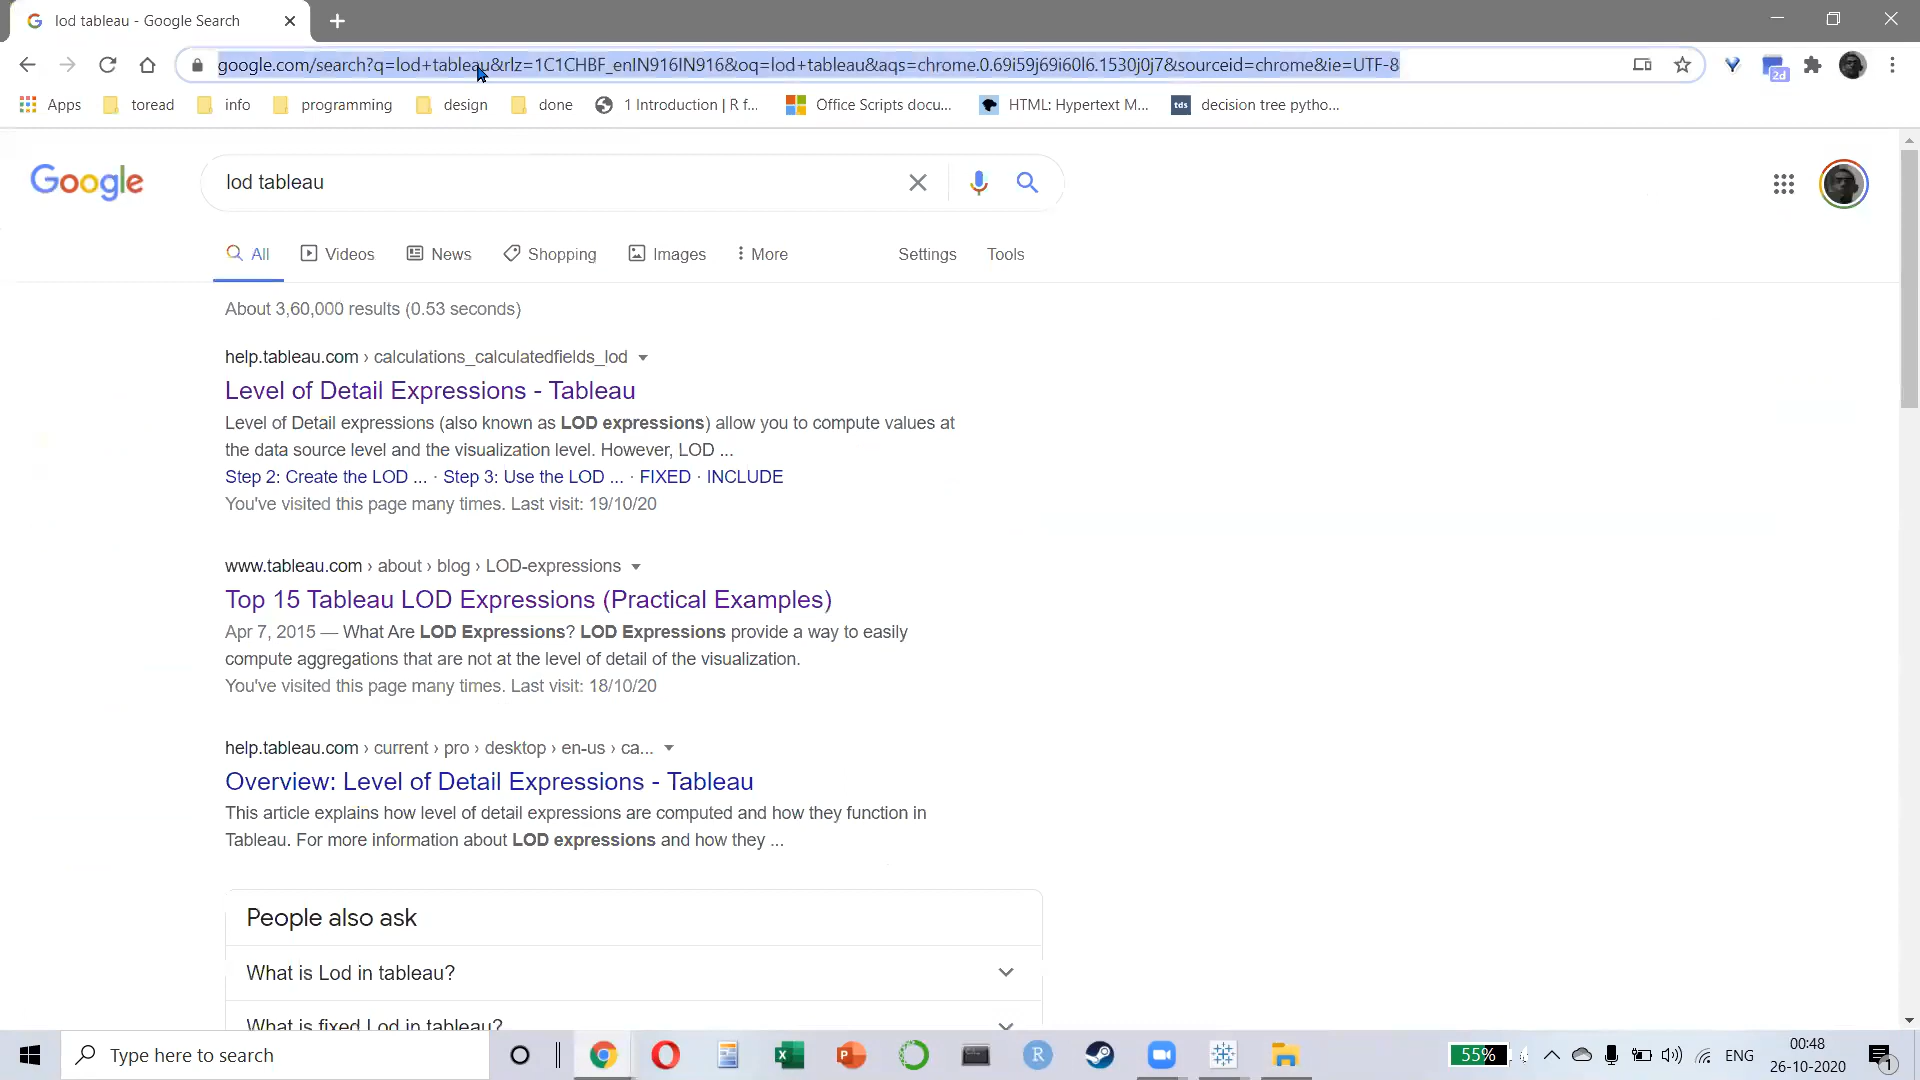 lod tableau - Google Search
google.com/search?q=lod+tableau&rlz=1C1CHBF_enIN916IN916&oq=lod+tableau&aqs=chrome.0.69i59j69i60l6.1530j0j7&sourceid=chrome&ie=UTF-8
2d
Apps toread info programming design done 1 Introduction | R f... Office Scripts docu... HTML: Hypertext M... tds decision tree pytho...
Google
lod tableau
All Videos News Shopping Images More Settings Tools
About 3,60,000 results (0.53 seconds)
help.tableau.com › calculations_calculatedfields_lod
Level of Detail Expressions - Tableau
Level of Detail expressions (also known as LOD expressions) allow you to compute values at
the data source level and the visualization level. However, LOD ...
Step 2: Create the LOD ... · Step 3: Use the LOD ... · FIXED · INCLUDE
You've visited this page many times. Last visit: 19/10/20
www.tableau.com › about › blog › LOD-expressions
Top 15 Tableau LOD Expressions (Practical Examples)
Apr 7, 2015 — What Are LOD Expressions? LOD Expressions provide a way to easily
compute aggregations that are not at the level of detail of the visualization.
You've visited this page many times. Last visit: 18/10/20
help.tableau.com › current › pro › desktop › en-us › ca...
Overview: Level of Detail Expressions - Tableau
This article explains how level of detail expressions are computed and how they function in
Tableau. For more information about LOD expressions and how they ...
People also ask
What is Lod in tableau?
What is fixed Lod in tableau?
Type here to search
55%
ENG
00:48
26-10-2020
1